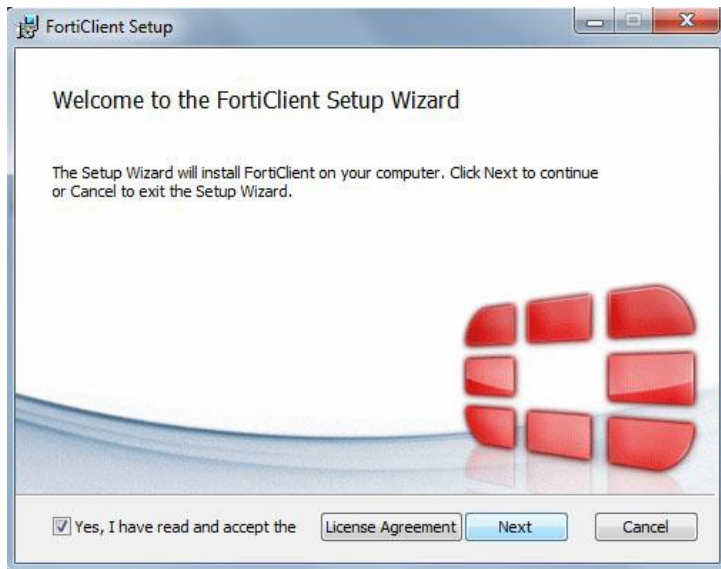 FortiClient Setup
Welcome to the FortiClient Setup Wizard
The Setup Wizard will install FortiClient on your computer. Click Next to continue
or Cancel to exit the Setup Wizard.
Yes, I have read and accept the License Agreement Next Cancel